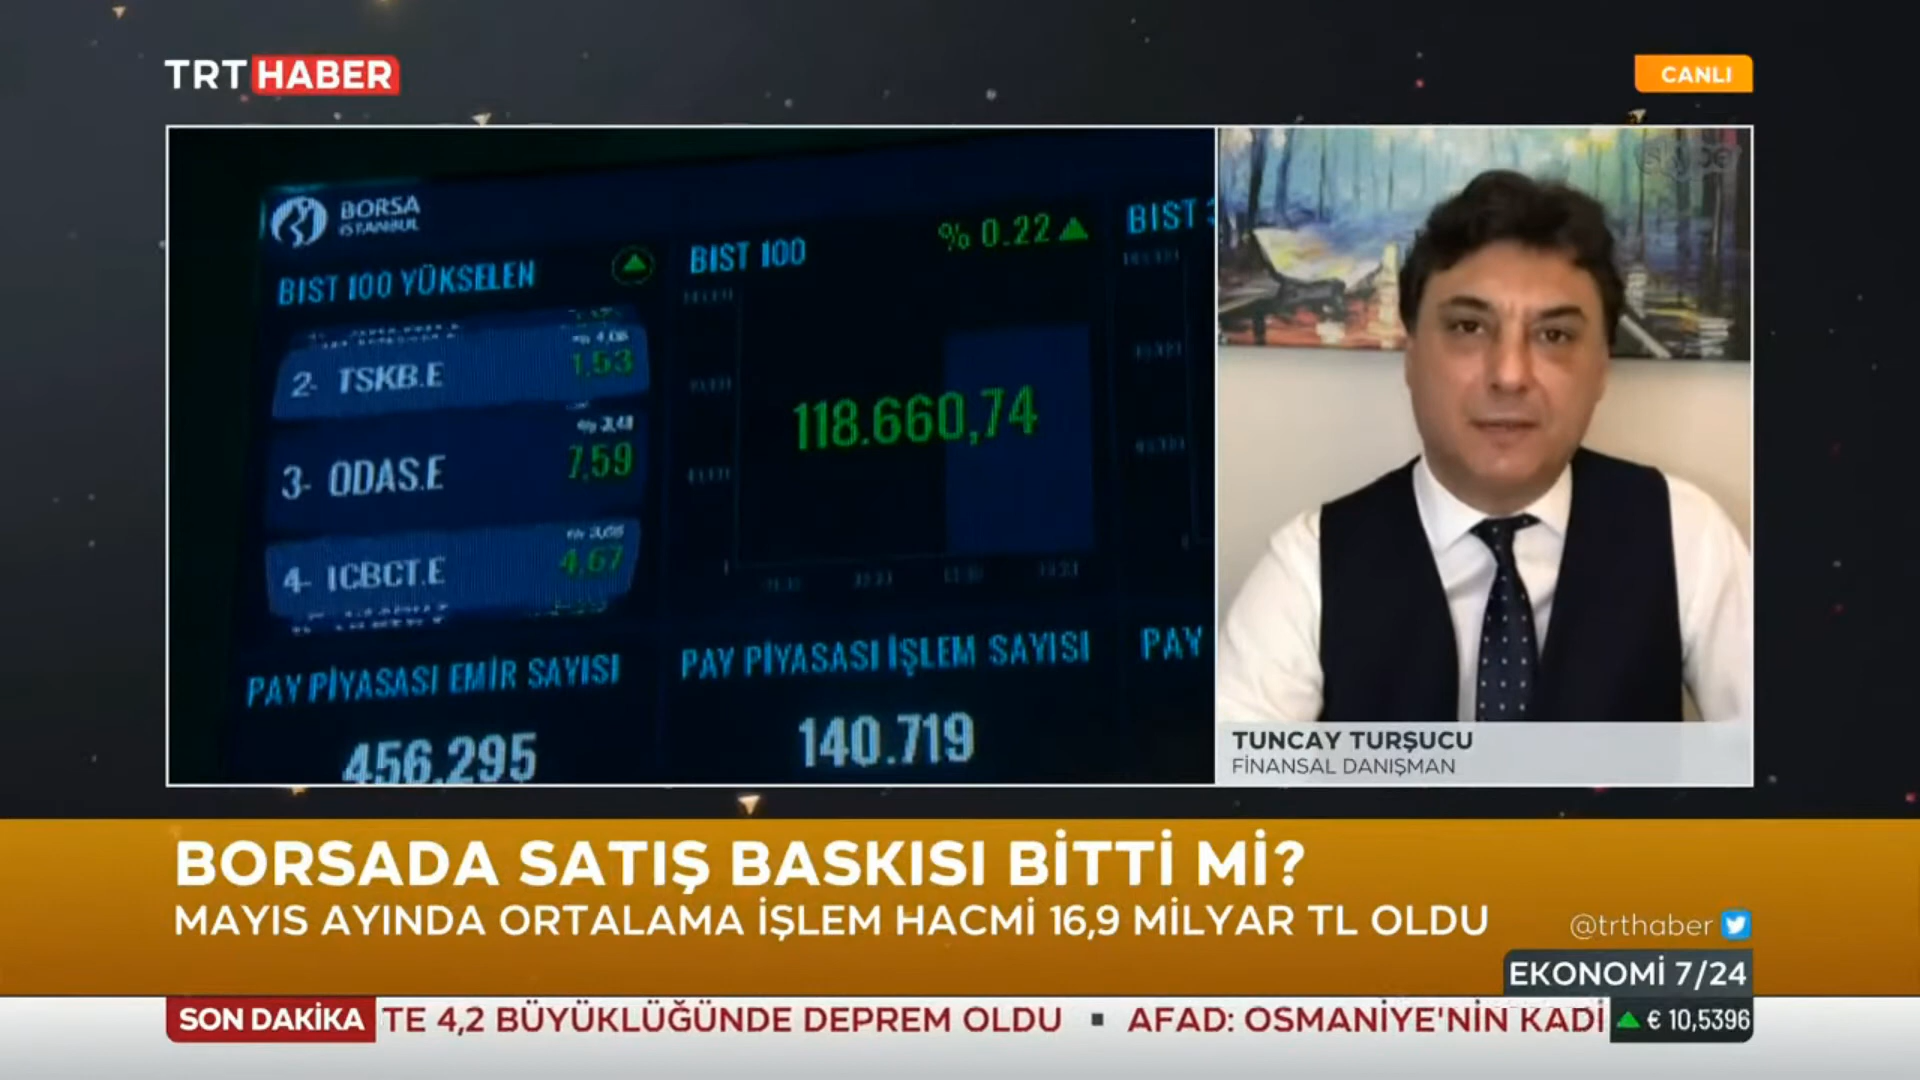 TRT HABER
CANLI
skype
BORSA
İSTANBUL
BIST 100 YÜKSELEN
2- TSKB.E
1,53
3- ODAS.E
7,59
4- ICBCT.E
4,67
BIST 100
% 0.22
118.660,74
BIST
PAY PİYASASI EMİR SAYISI
456.295
PAY PİYASASI İŞLEM SAYISI
140.719
PAY
TUNCAY TURŞUCU
FİNANSAL DANIŞMAN
BORSADA SATIŞ BASKISI BİTTİ Mİ?
MAYIS AYINDA ORTALAMA İŞLEM HACMİ 16,9 MİLYAR TL OLDU
@trthaber
EKONOMİ 7/24
SON DAKİKA
TE 4,2 BÜYÜKLÜĞÜNDE DEPREM OLDU ▪ AFAD: OSMANİYE'NİN KADİ
€ 10,5396